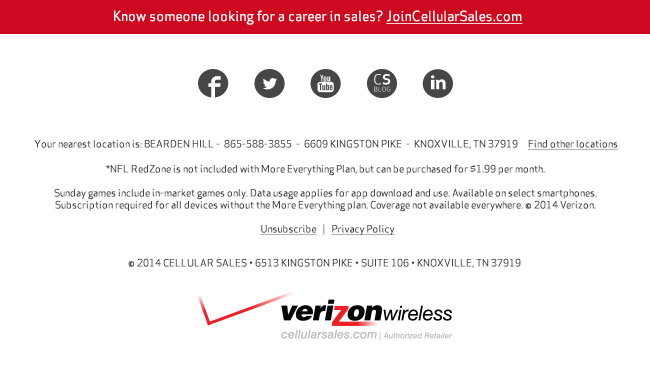 Know someone looking for a career in sales? JoinCellularSales.com
f You Tube CS BLOG in
Your nearest location is: BEARDEN HILL - 865-588-3855 - 6609 KINGSTON PIKE - KNOXVILLE, TN 37919 Find other locations
*NFL RedZone is not included with More Everything Plan, but can be purchased for $1.99 per month.
Sunday games include in-market games only. Data usage applies for app download and use. Available on select smartphones.
Subscription required for all devices without the More Everything plan. Coverage not available everywhere. © 2014 Verizon.
Unsubscribe | Privacy Policy
© 2014 CELLULAR SALES • 6513 KINGSTON PIKE • SUITE 106 • KNOXVILLE, TN 37919
verizonwireless
cellularsales.com | Authorized Retailer